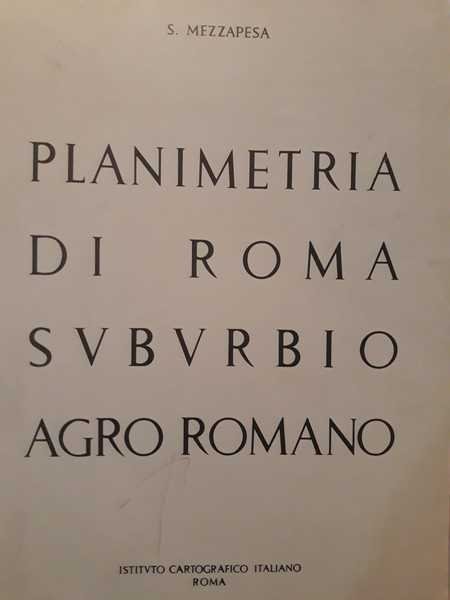 S. MEZZAPESA
PLANIMETRIA
DI ROMA
SVBVRBIO
AGRO ROMANO
ISTITVTO CARTOGRAFICO ITALIANO
ROMA